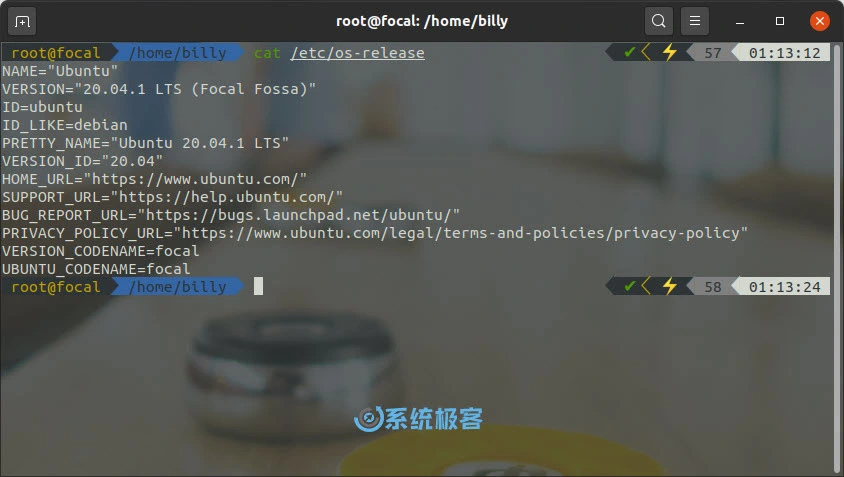 root@focal: /home/billy
root@focal /home/billy cat /etc/os-release ✔ ⚡ 57 01:13:12
NAME="Ubuntu"
VERSION="20.04.1 LTS (Focal Fossa)"
ID=ubuntu
ID_LIKE=debian
PRETTY_NAME="Ubuntu 20.04.1 LTS"
VERSION_ID="20.04"
HOME_URL="https://www.ubuntu.com/"
SUPPORT_URL="https://help.ubuntu.com/"
BUG_REPORT_URL="https://bugs.launchpad.net/ubuntu/"
PRIVACY_POLICY_URL="https://www.ubuntu.com/legal/terms-and-policies/privacy-policy"
VERSION_CODENAME=focal
UBUNTU_CODENAME=focal
root@focal /home/billy ✔ ⚡ 58 01:13:24
系统极客